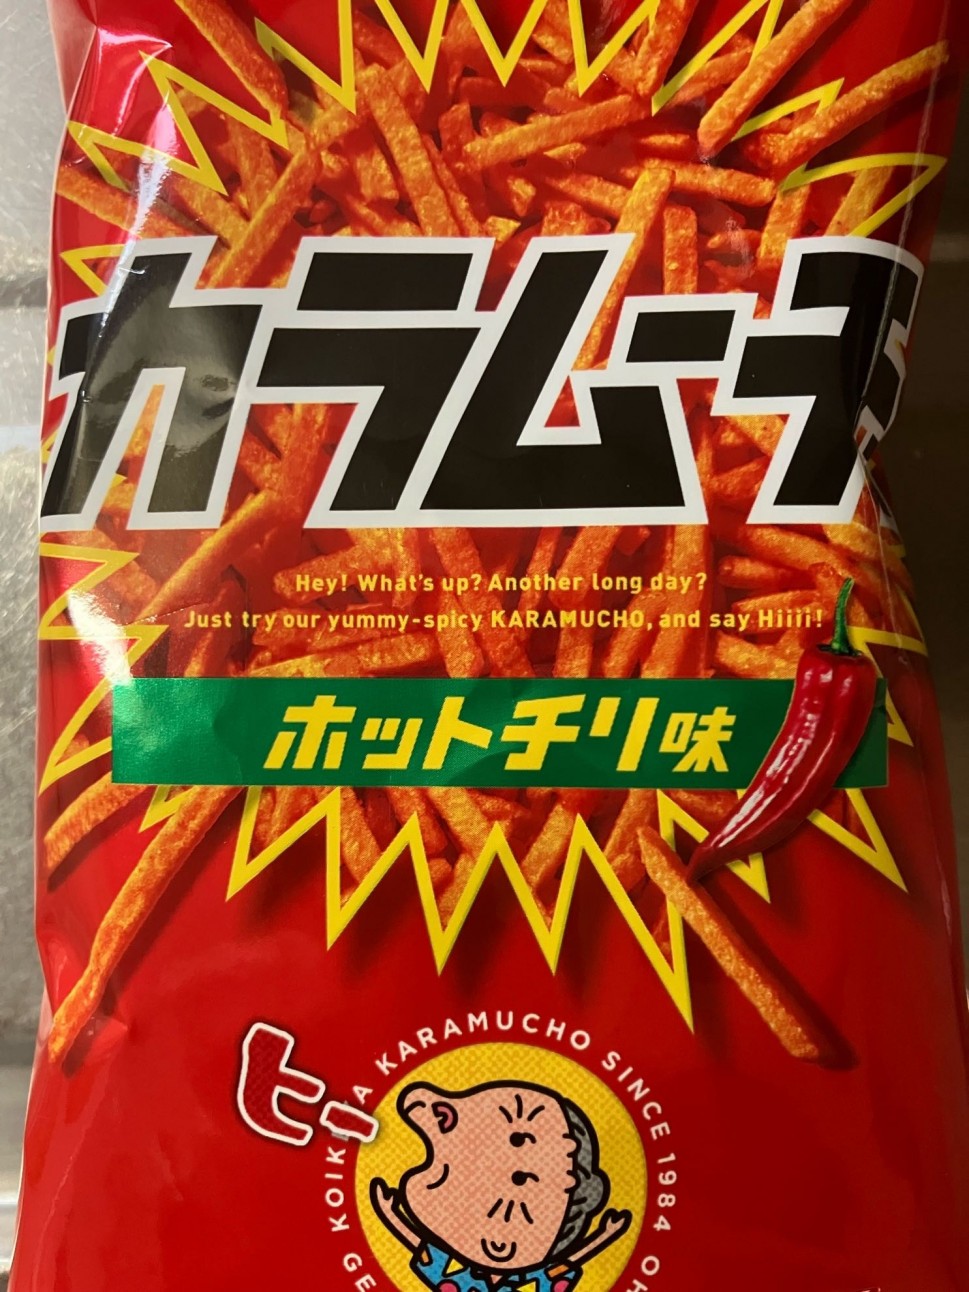 カラムーチ
Hey! What's up? Another long day?
Just try our yummy-spicy KARAMUCHO, and say Hiiii!
ホットチリ味
ヒー
KARAMUCHO SINCE 1984